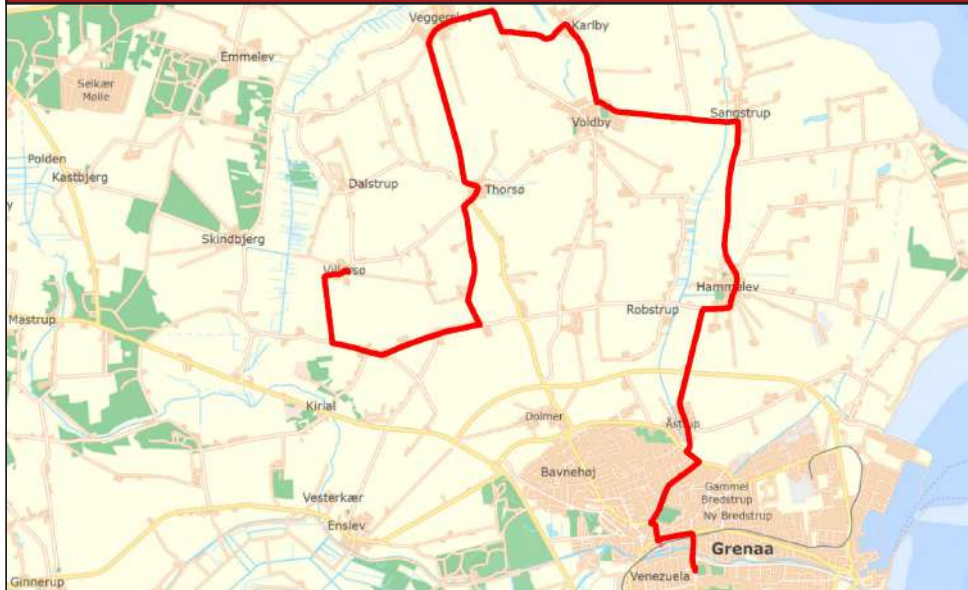 Veggerslev
Karlby
Emmelev
Selkær
Mølle
Sangstrup
Voldby
Polden
Kastbjerg
Dalstrup
Thorsø
y
Skindbjerg
Villersø
Hammelev
Robstrup
Mastrup
Kirial
Dolmer
Åstrup
Bavnehøj
Gammel
Bredstrup
Ny Bredstrup
Vesterkær
Enslev
Grenaa
Venezuela
Ginnerup